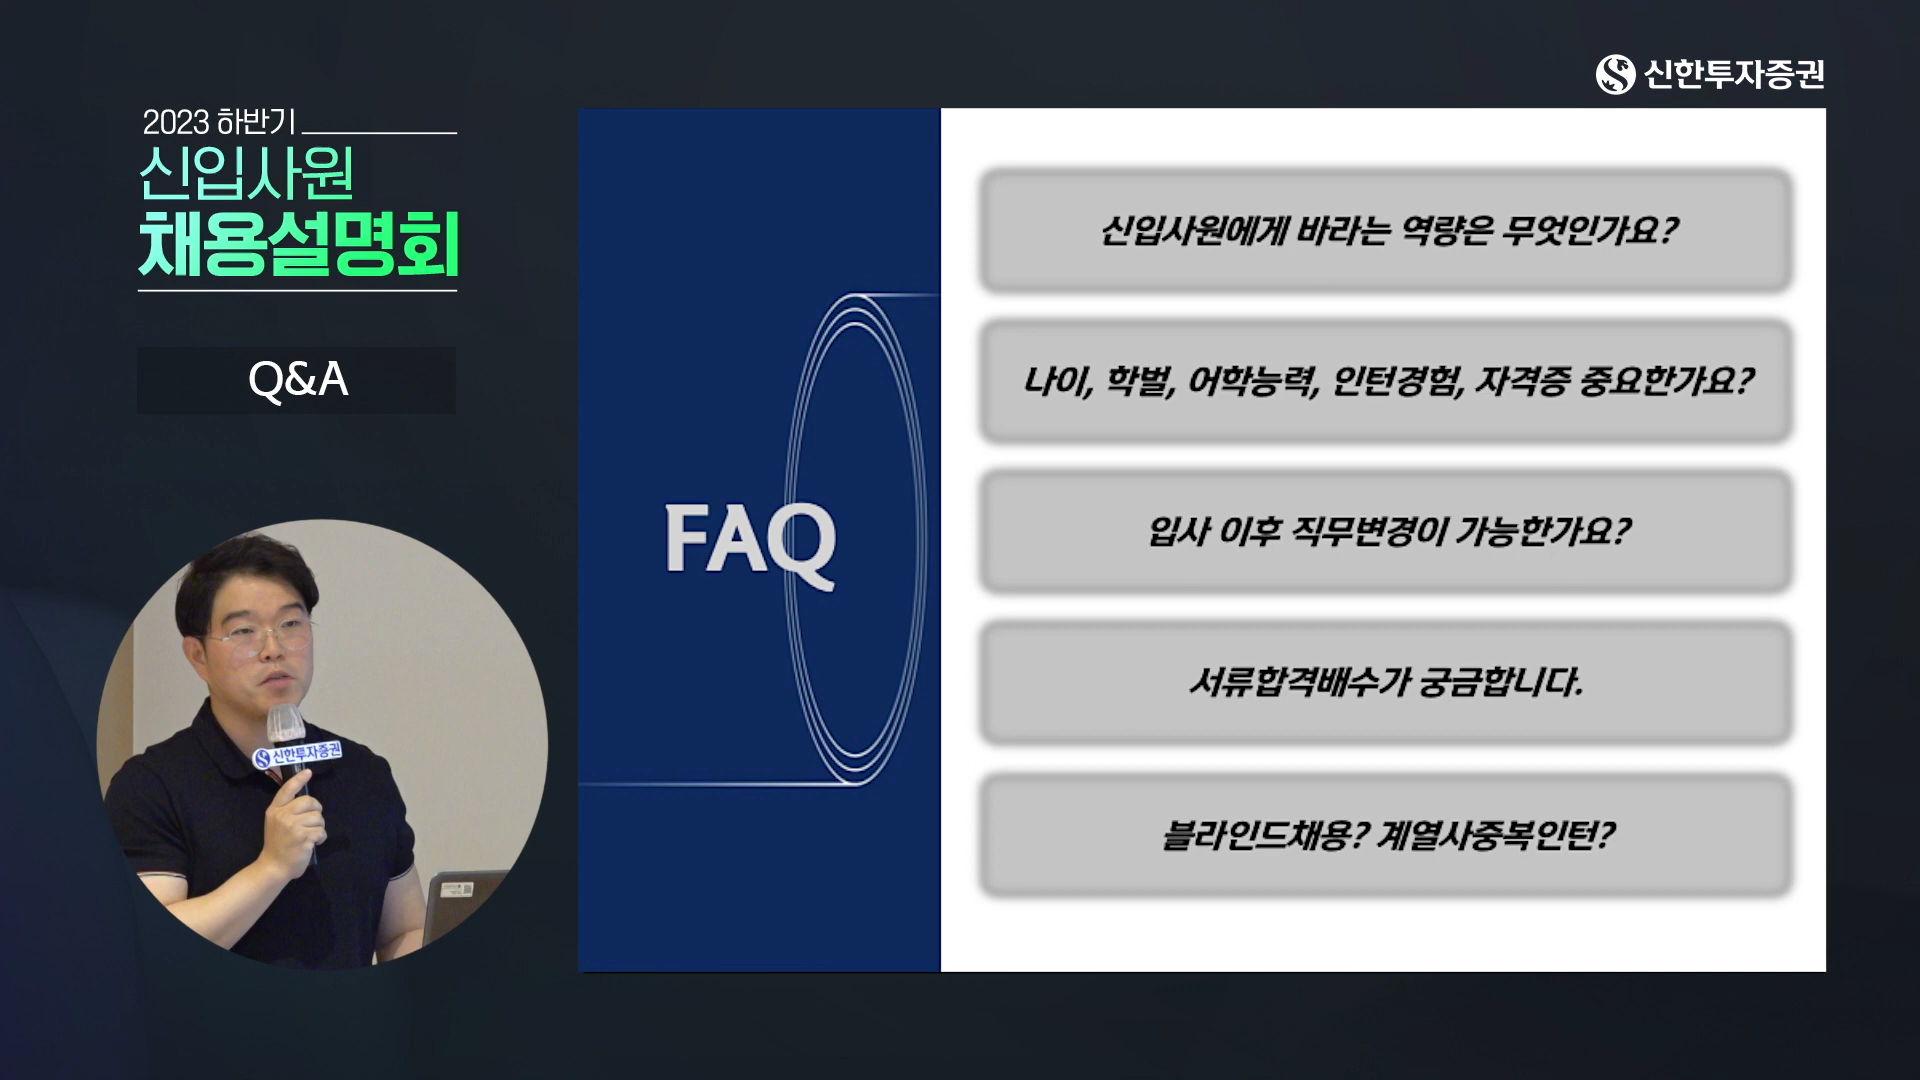 신한투자증권
2023 하반기
신입사원
채용설명회
Q&A
신한투자증권
FAQ
신입사원에게 바라는 역량은 무엇인가요?
나이, 학벌, 어학능력, 인턴경험, 자격증 중요한가요?
입사 이후 직무변경이 가능한가요?
서류합격배수가 궁금합니다.
블라인드채용? 계열사중복인턴?